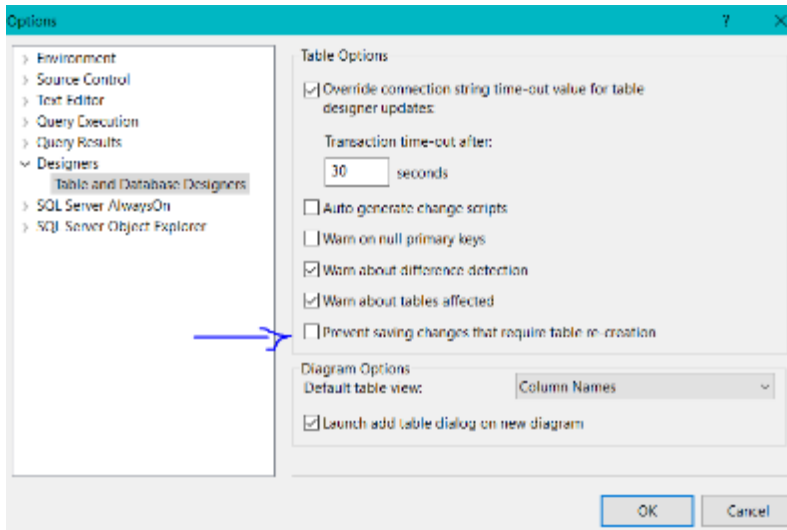 Options
?
Environment
Source Control
Text Editor
Query Execution
Query Results
Designers
Table and Database Designers
SQL Server AlwaysOn
SQL Server Object Explorer
Table Options
Override connection string time-out value for table
designer updates:
Transaction time-out after:
30 seconds
Auto generate change scripts
Warn on null primary keys
Warn about difference detection
Warn about tables affected
Prevent saving changes that require table re-creation
Diagram Options
Default table view: Column Names
Launch add table dialog on new diagram
OK Cancel